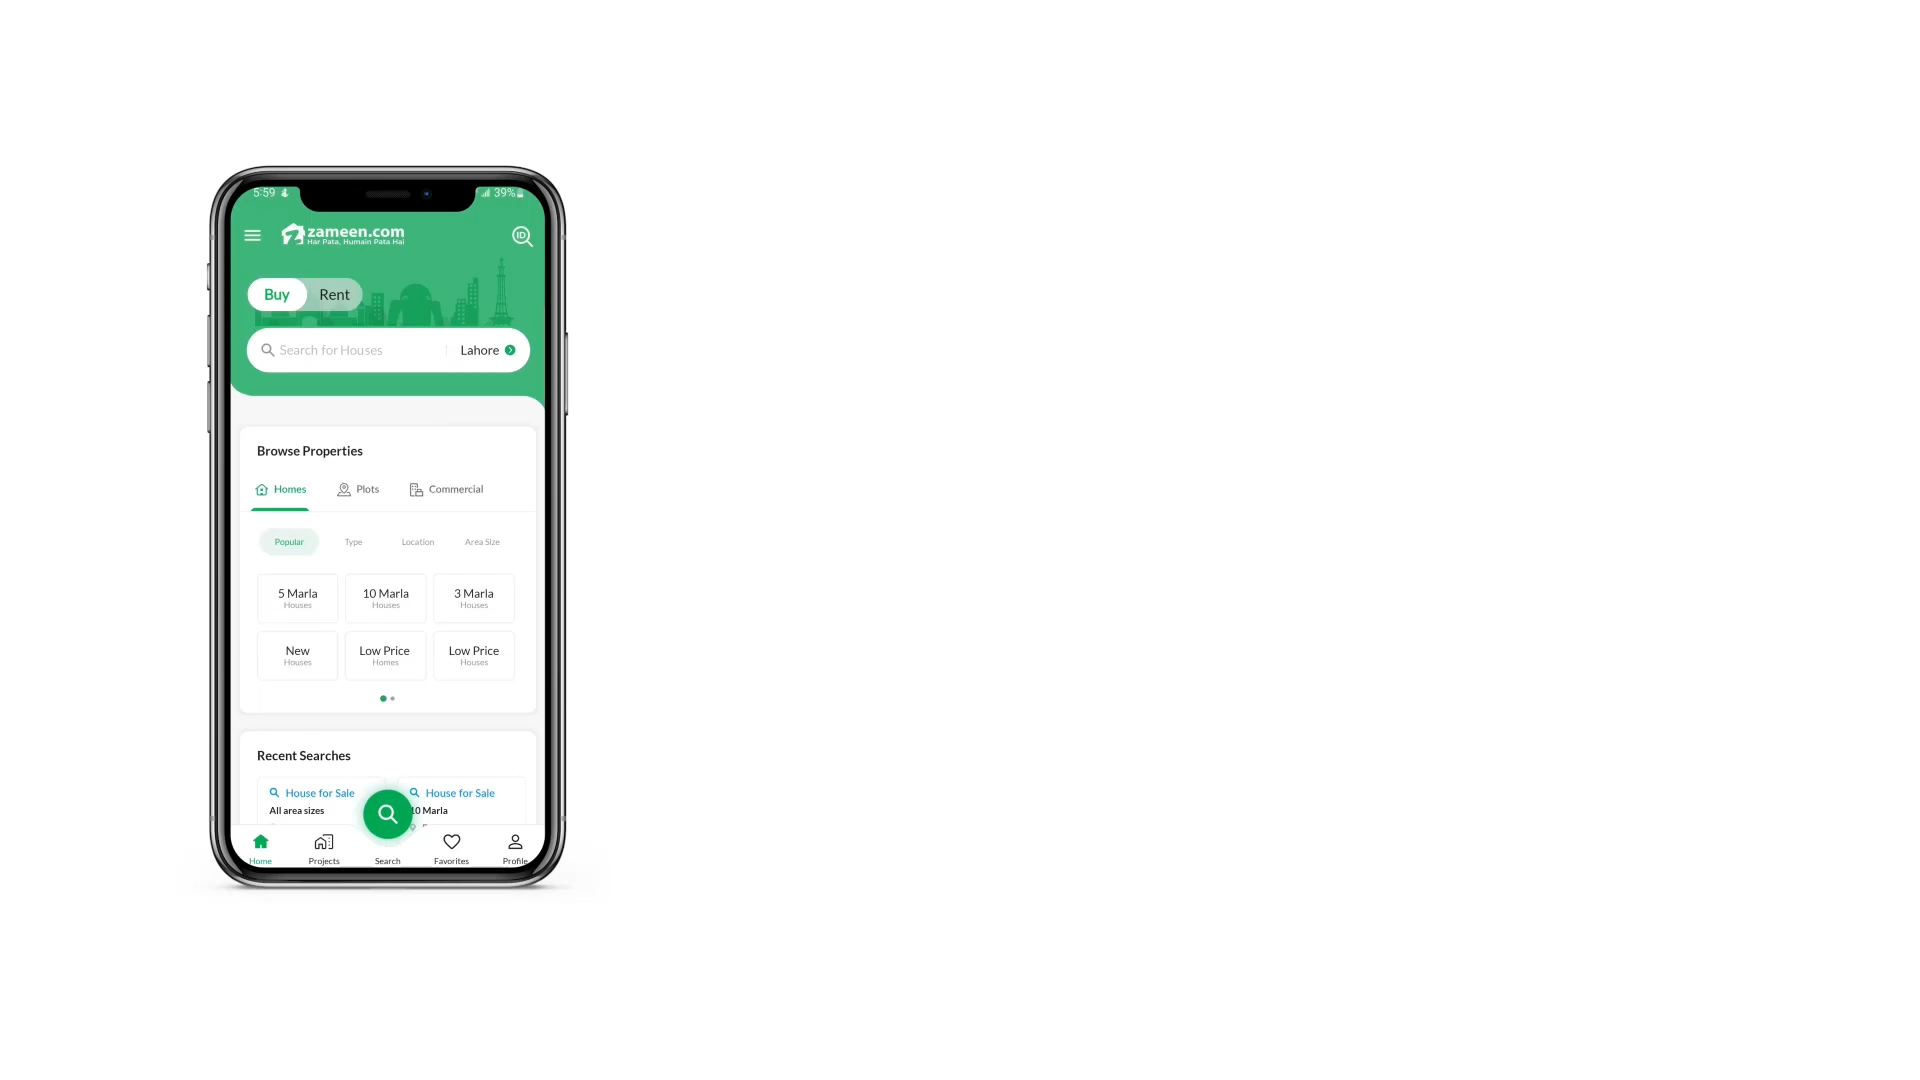 5:59
39%
zameen.com
Har Pata, Humain Pata Hai
ID
Buy Rent
Search for Houses Lahore
Browse Properties
Homes Plots Commercial
Popular Type Location Area Size
5 Marla 10 Marla 3 Marla
Houses Houses Houses
New Low Price Low Price
Houses Homes Houses
Recent Searches
House for Sale House for Sale
All area sizes 10 Marla
Home Projects Search Favorites Profile